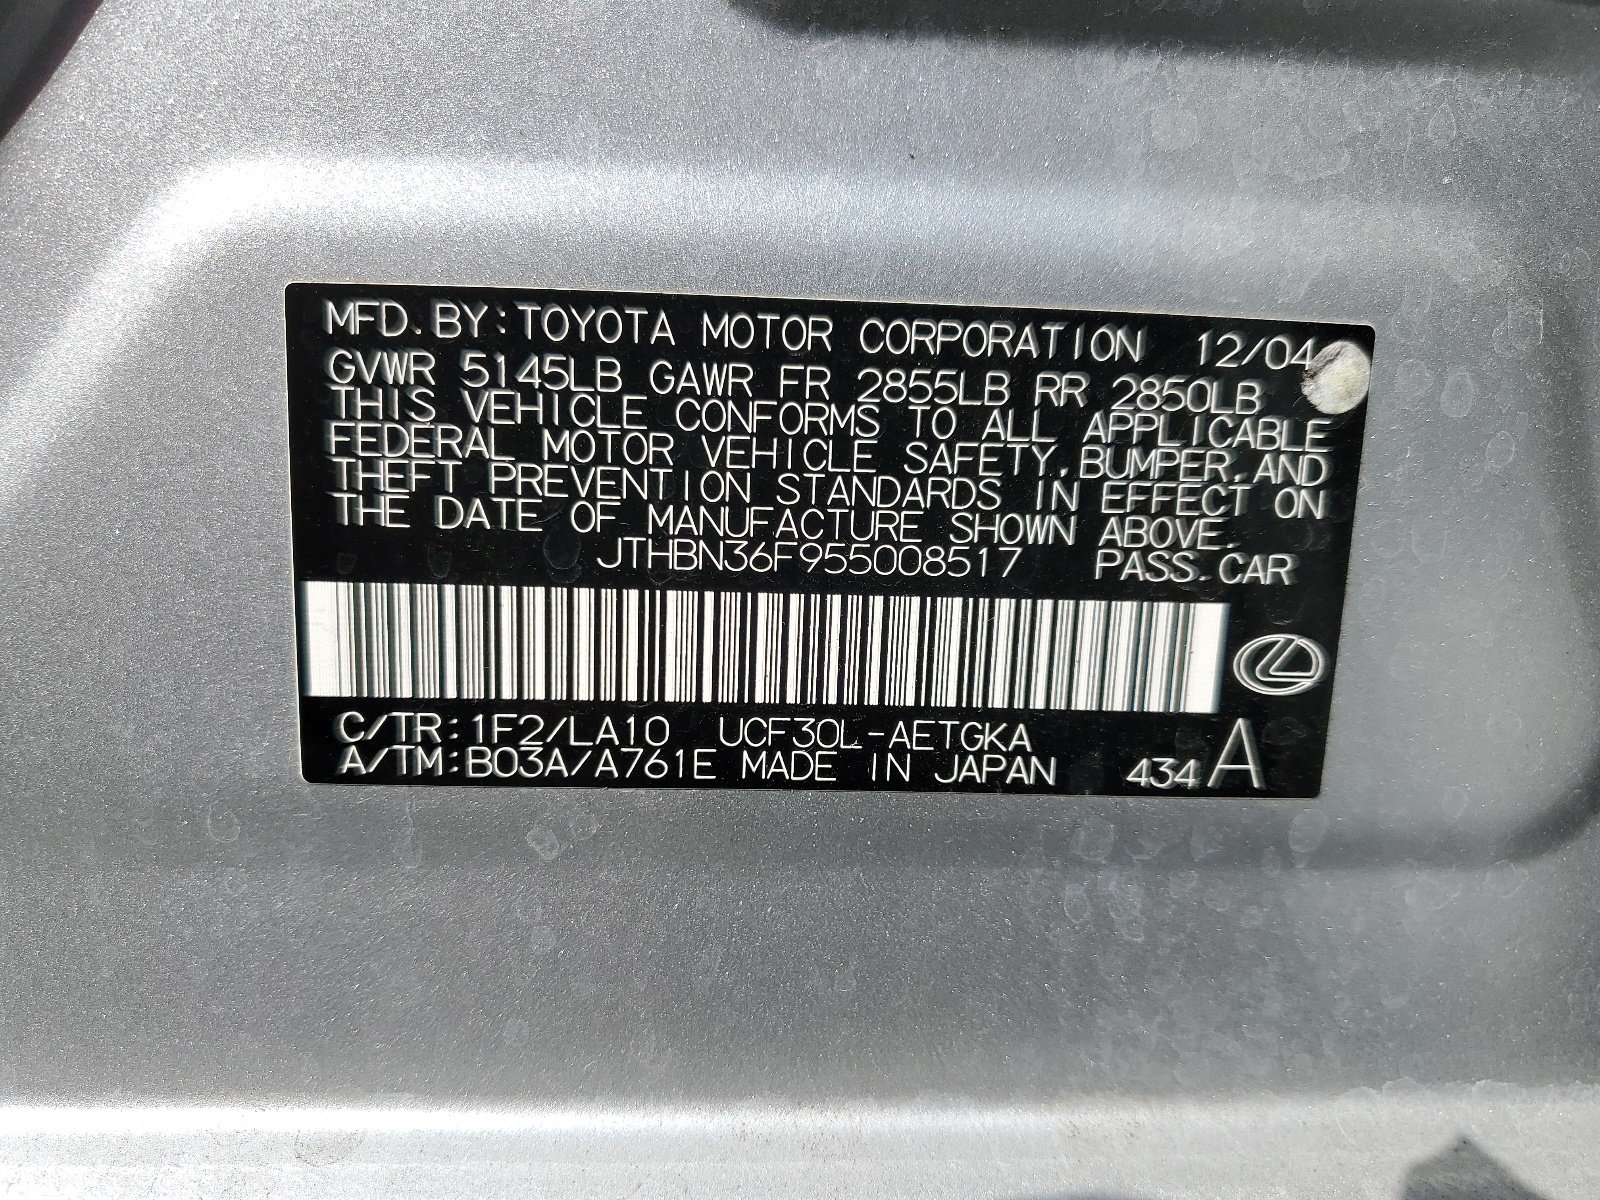 MFD. BY: TOYOTA MOTOR CORPORATION 12/04
GVWR 5145LB GAWR FR 2855LB RR 2850LB
THIS VEHICLE CONFORMS TO ALL APPLICABLE
FEDERAL MOTOR VEHICLE SAFETY, BUMPER, AND
THEFT PREVENTION STANDARDS IN EFFECT ON
THE DATE OF MANUFACTURE SHOWN ABOVE.
JTHBN36F955008517 PASS. CAR
C/TR: 1F2/LA10 UCF30L-AETGKA
A/TM: B03A/A761E MADE IN JAPAN 434 A